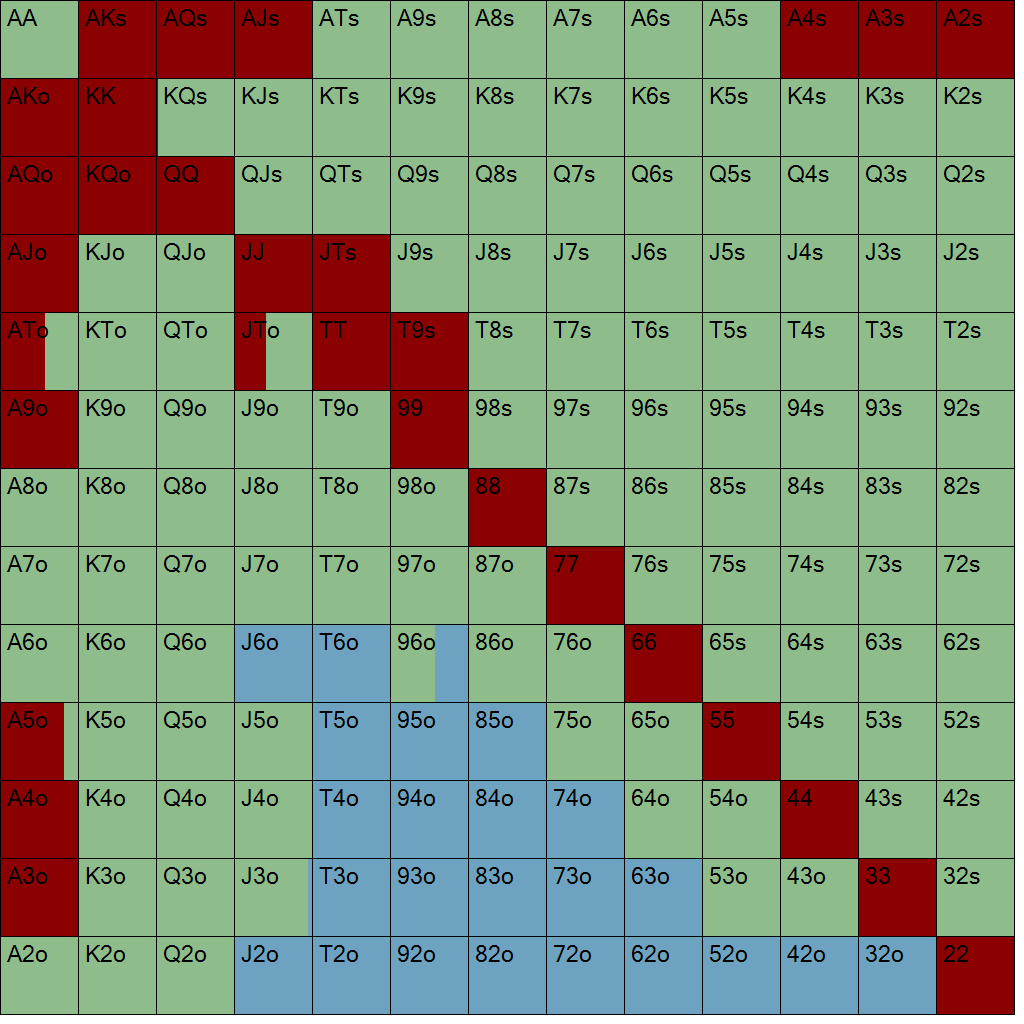 AA AKs AQs AJs ATs A9s A8s A7s A6s A5s A4s A3s A2s
AKo KK KQs KJs KTs K9s K8s K7s K6s K5s K4s K3s K2s
AQo KQo QQ QJs QTs Q9s Q8s Q7s Q6s Q5s Q4s Q3s Q2s
AJo KJo QJo JJ JTs J9s J8s J7s J6s J5s J4s J3s J2s
ATo KTo QTo JTo TT T9s T8s T7s T6s T5s T4s T3s T2s
A9o K9o Q9o J9o T9o 99 98s 97s 96s 95s 94s 93s 92s
A8o K8o Q8o J8o T8o 98o 88 87s 86s 85s 84s 83s 82s
A7o K7o Q7o J7o T7o 97o 87o 77 76s 75s 74s 73s 72s
A6o K6o Q6o J6o T6o 96o 86o 76o 66 65s 64s 63s 62s
A5o K5o Q5o J5o T5o 95o 85o 75o 65o 55 54s 53s 52s
A4o K4o Q4o J4o T4o 94o 84o 74o 64o 54o 44 43s 42s
A3o K3o Q3o J3o T3o 93o 83o 73o 63o 53o 43o 33 32s
A2o K2o Q2o J2o T2o 92o 82o 72o 62o 52o 42o 32o 22